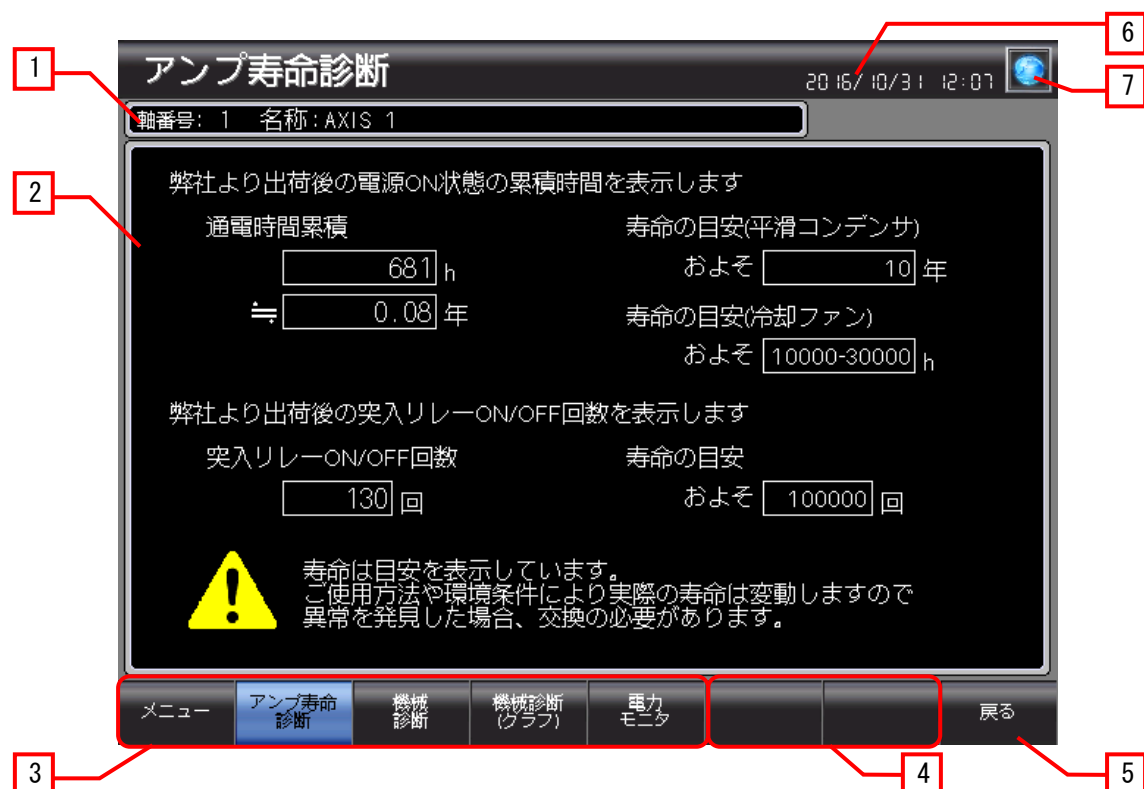 6
1
アンプ寿命診断
2016/10/31 12:07
7
軸番号: 1 名称:AXIS 1
2
弊社より出荷後の電源ON状態の累積時間を表示します
通電時間累積 寿命の目安(平滑コンデンサ)
681 h およそ 10 年
≒ 0.08 年 寿命の目安(冷却ファン)
およそ 10000-30000 h
弊社より出荷後の突入リレーON/OFF回数を表示します
突入リレーON/OFF回数 寿命の目安
130 回 およそ 100000 回
寿命は目安を表示しています。
ご使用方法や環境条件により実際の寿命は変動しますので
異常を発見した場合、交換の必要があります。
メニュー
アンプ寿命
診断
機械
診断
機械診断
(グラフ)
電力
モニタ
戻る
3
4
5